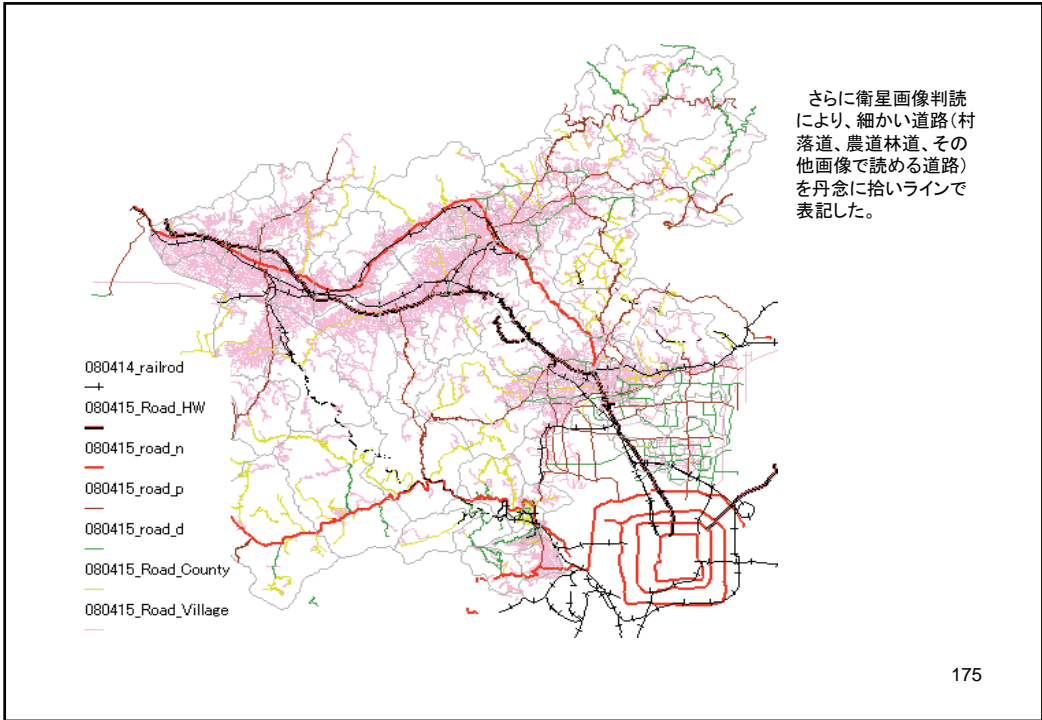 さらに衛星画像判読
により、細かい道路(村
落道、農道林道、その
他画像で読める道路)
を丹念に拾いラインで
表記した。
080414_railrod
080415_Road_HW
080415_road_n
080415_road_p
080415_road_d
080415_Road_County
080415_Road_Village
175